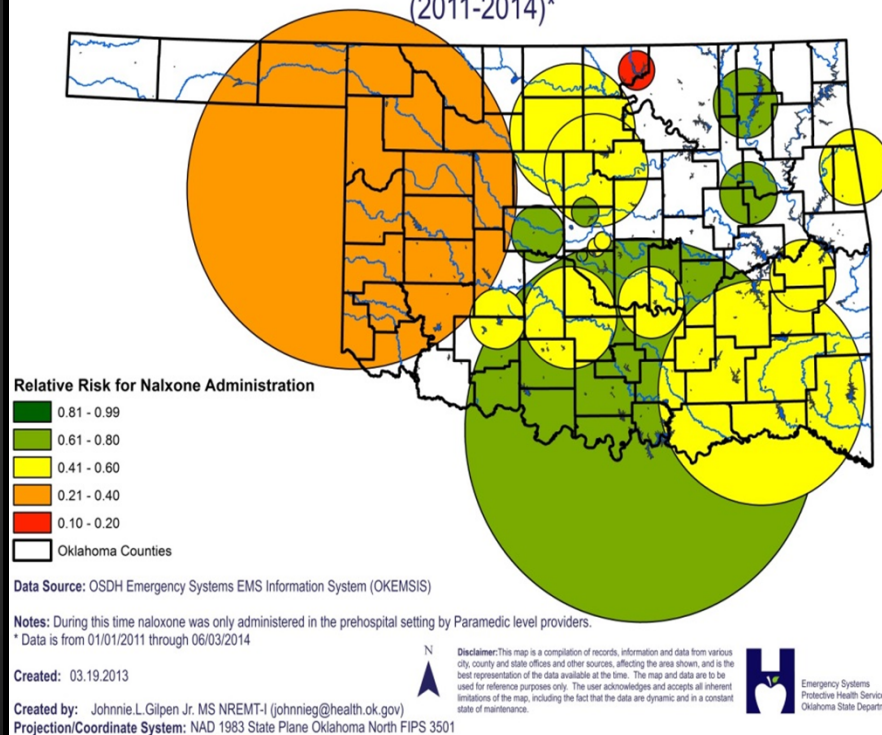 (2011-2014)*
Relative Risk for Nalxone Administration
0.81 - 0.99
0.61 - 0.80
0.41 - 0.60
0.21 - 0.40
0.10 - 0.20
Oklahoma Counties
Data Source: OSDH Emergency Systems EMS Information System (OKEMSIS)
Notes: During this time naloxone was only administered in the prehospital setting by Paramedic level providers.
* Data is from 01/01/2011 through 06/03/2014
Created: 03.19.2013
Created by: Johnnie.L.Gilpen Jr. MS NREMT-I (johnnieg@health.ok.gov)
Projection/Coordinate System: NAD 1983 State Plane Oklahoma North FIPS 3501
N
Disclaimer:This map is a compilation of records, information and data from various
city, county and state offices and other sources, affecting the area shown, and is the
best representation of the data available at the time. The map and data are to be
used for reference purposes only. The user acknowledges and accepts all inherent
limitations of the map, including the fact that the data are dynamic and in a constant
state of maintenance.
Emergency Systems
Protective Health Service
Oklahoma State Departr